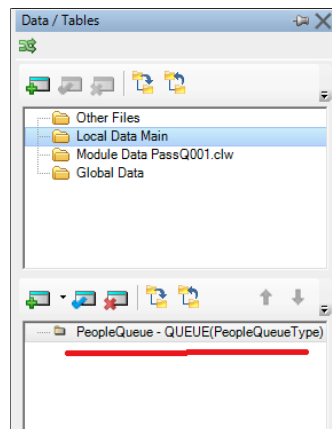 Data / Tables
Other Files
Local Data Main
Module Data PassQ001.clw
Global Data
PeopleQueue - QUEUE(PeopleQueueType)